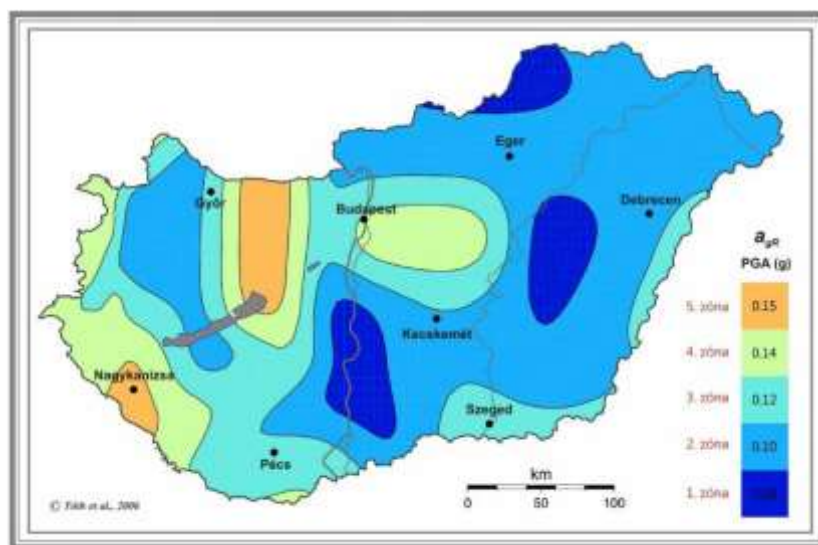 Eger
Győr
Budapest
Debrecen
a_gR
PGA (g)
5. zóna 0.15
Kecskemét
4. zóna 0.14
Nagykanizsa
3. zóna 0.12
Szeged
Pécs
2. zóna 0.10
km
1. zóna
0 50 100
© Tóth et al., 2006